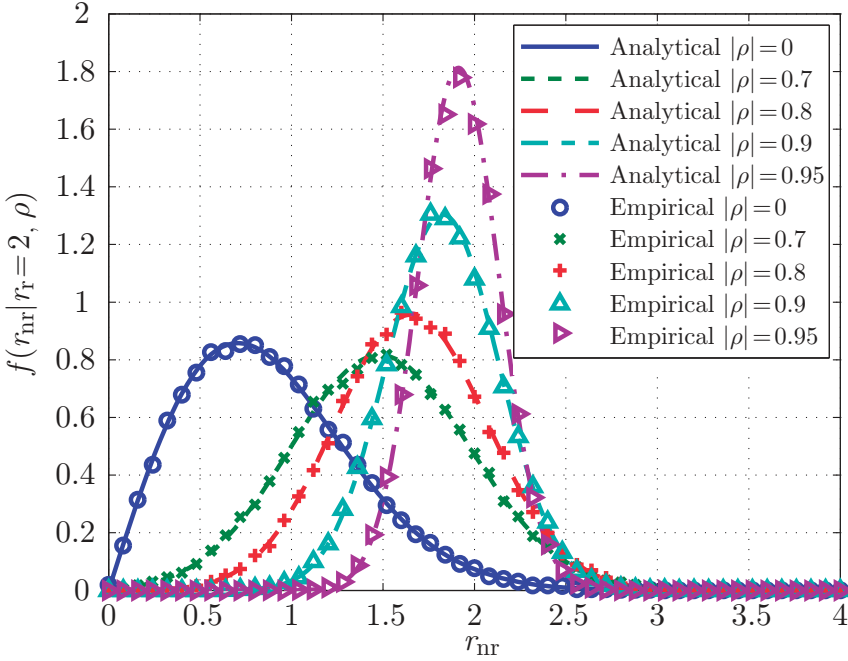 2
1.8
1.6
1.4
1.2
1
0.8
0.6
0.4
0.2
0
f(r_nr|r_r=2, ρ)
Analytical |ρ|=0
Analytical |ρ|=0.7
Analytical |ρ|=0.8
Analytical |ρ|=0.9
Analytical |ρ|=0.95
Empirical |ρ|=0
Empirical |ρ|=0.7
Empirical |ρ|=0.8
Empirical |ρ|=0.9
Empirical |ρ|=0.95
0 0.5 1 1.5 2 2.5 3 3.5 4
r_nr